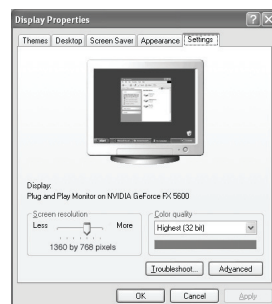 Display Properties
Themes Desktop Screen Saver Appearance Settings
Display:
Plug and Play Monitor on NVIDIA GeForce FX 5600
Screen resolution
Less More
1360 by 768 pixels
Color quality
Highest (32 bit)
Troubleshoot... Advanced
OK Cancel Apply